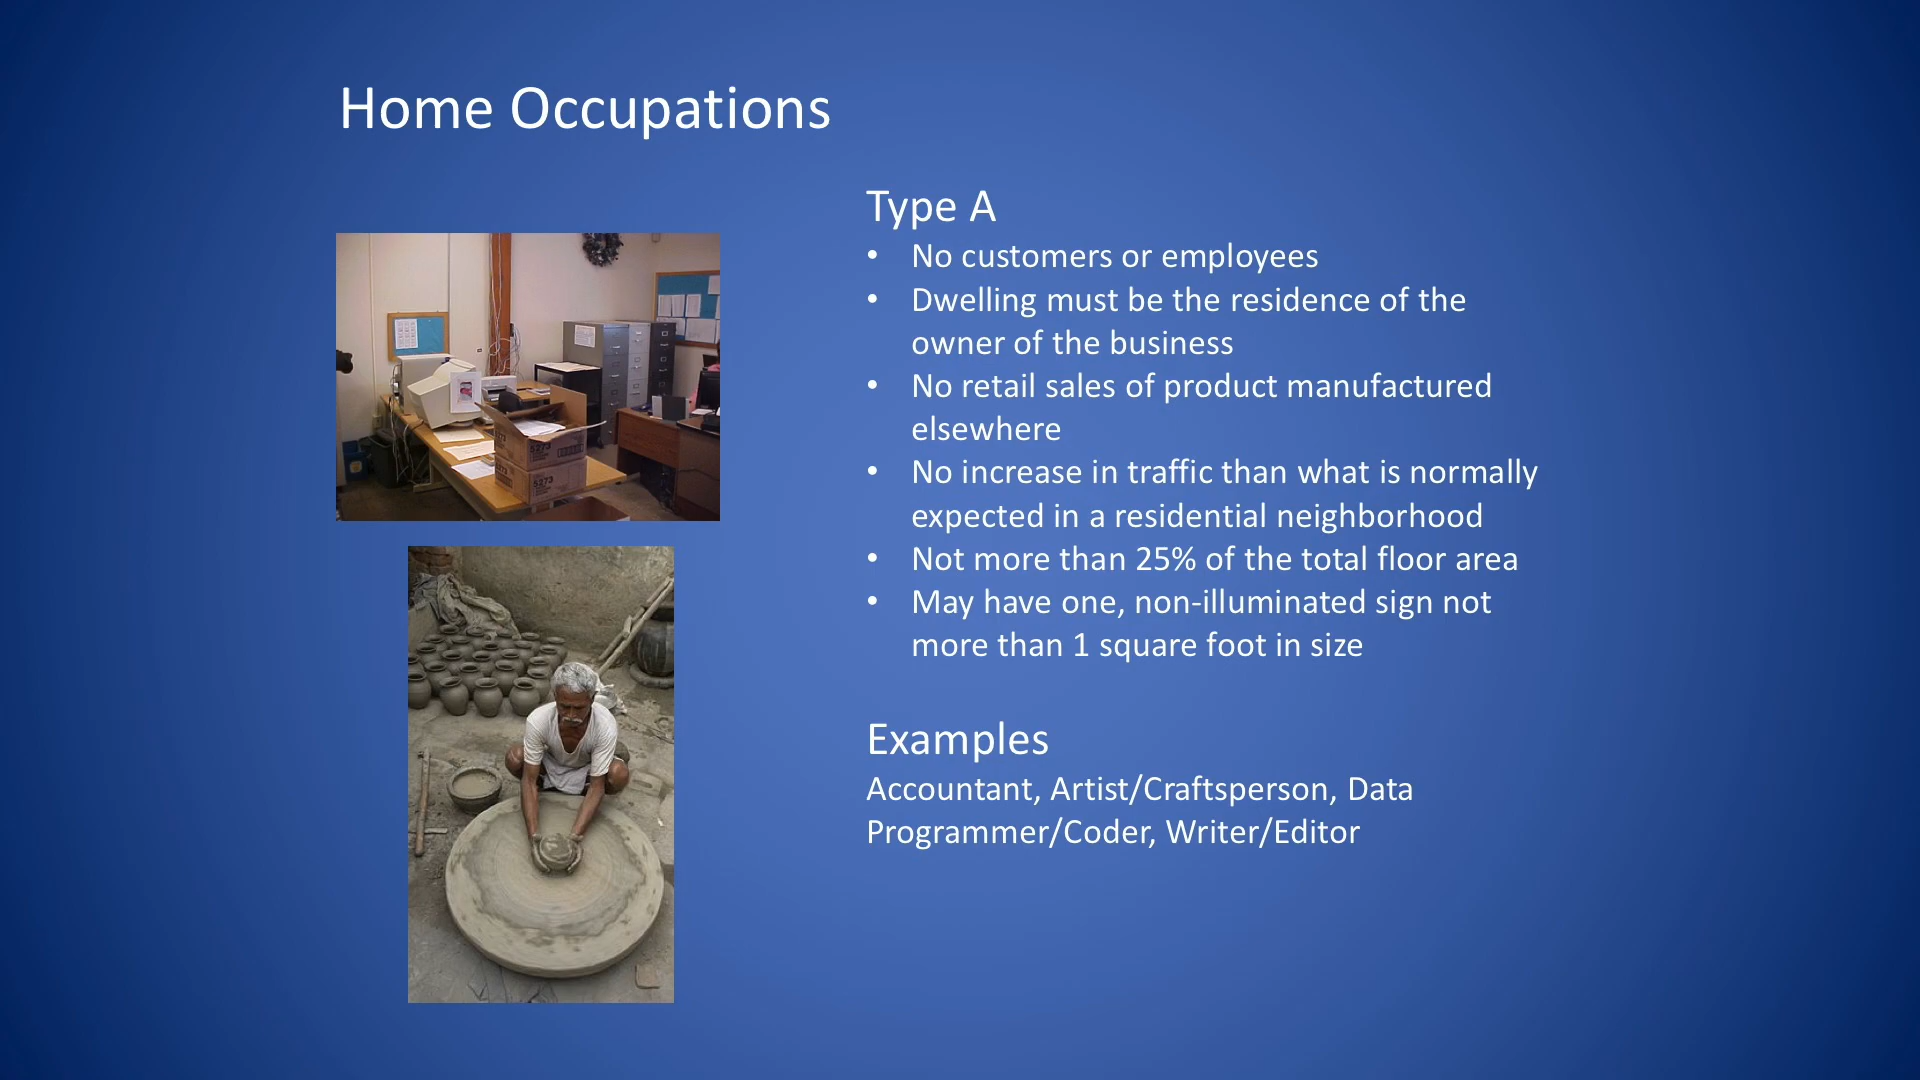 Home Occupations
Type A
• No customers or employees
• Dwelling must be the residence of the
owner of the business
• No retail sales of product manufactured
elsewhere
• No increase in traffic than what is normally
expected in a residential neighborhood
• Not more than 25% of the total floor area
• May have one, non-illuminated sign not
more than 1 square foot in size
Examples
Accountant, Artist/Craftsperson, Data
Programmer/Coder, Writer/Editor
5273
5273